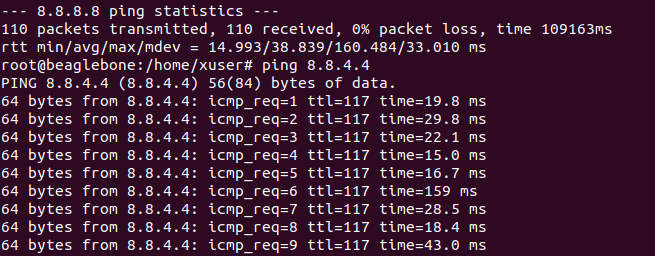 --- 8.8.8.8 ping statistics ---
110 packets transmitted, 110 received, 0% packet loss, time 109163ms
rtt min/avg/max/mdev = 14.993/38.839/160.484/33.010 ms
root@beaglebone:/home/xuser# ping 8.8.4.4
PING 8.8.4.4 (8.8.4.4) 56(84) bytes of data.
64 bytes from 8.8.4.4: icmp_req=1 ttl=117 time=19.8 ms
64 bytes from 8.8.4.4: icmp_req=2 ttl=117 time=29.8 ms
64 bytes from 8.8.4.4: icmp_req=3 ttl=117 time=22.1 ms
64 bytes from 8.8.4.4: icmp_req=4 ttl=117 time=15.0 ms
64 bytes from 8.8.4.4: icmp_req=5 ttl=117 time=16.7 ms
64 bytes from 8.8.4.4: icmp_req=6 ttl=117 time=159 ms
64 bytes from 8.8.4.4: icmp_req=7 ttl=117 time=28.5 ms
64 bytes from 8.8.4.4: icmp_req=8 ttl=117 time=18.4 ms
64 bytes from 8.8.4.4: icmp_req=9 ttl=117 time=43.0 ms